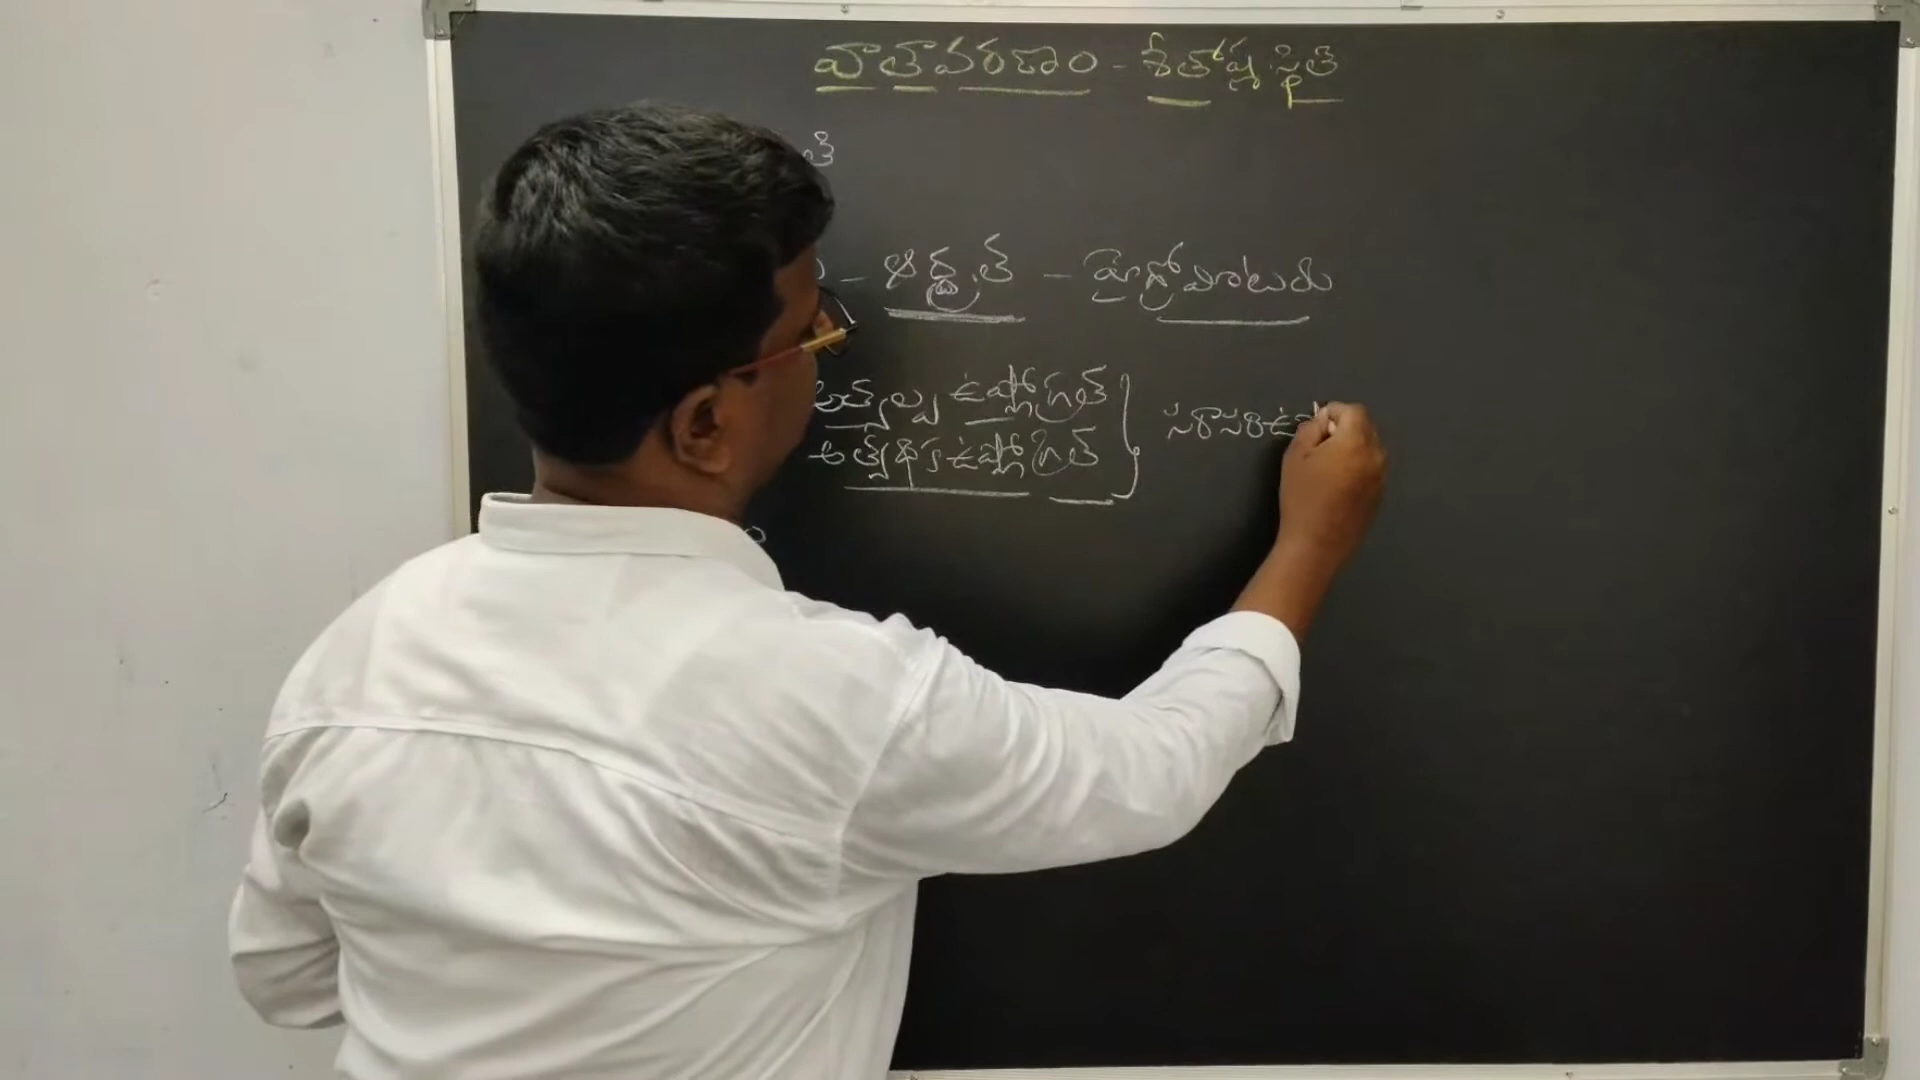 వాతావరణం - శీతోష్ణస్థితి
తి
- ఆర్ద్రత - హైగ్రోమీటరు
అత్యల్ప ఉష్ణోగ్రత
అత్యధిక ఉష్ణోగ్రత } సరాసరి
ం